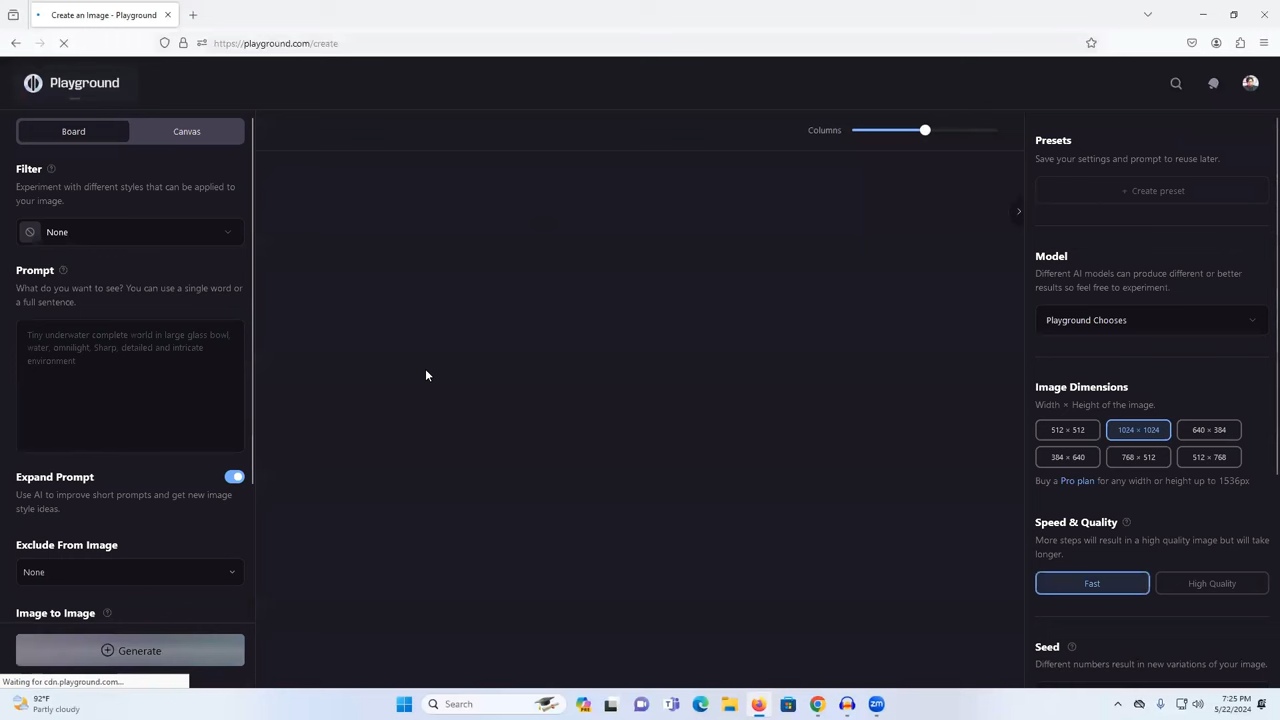 Create an Image - Playground
https://playground.com/create
Playground
Board
Canvas
Columns
Filter
Experiment with different styles that can be applied to
your image.
None
Prompt
What do you want to see? You can use a single word or
a full sentence.
Tiny underwater complete world in large glass bowl,
water, omnilight, Sharp, detailed and intricate
environment
Expand Prompt
Use AI to improve short prompts and get new image
style ideas.
Exclude From Image
None
Image to Image
Generate
Waiting for cdn.playground.com...
Presets
Save your settings and prompt to reuse later.
+ Create preset
Model
Different AI models can produce different or better
results so feel free to experiment.
Playground Chooses
Image Dimensions
Width × Height of the image.
512 × 512
1024 × 1024
640 × 384
384 × 640
768 × 512
512 × 768
Buy a Pro plan for any width or height up to 1536px
Speed & Quality
More steps will result in a high quality image but will take
longer.
Fast
High Quality
Seed
Different numbers result in new variations of your image.
92°F
Partly cloudy
Search
7:25 PM
5/22/2024